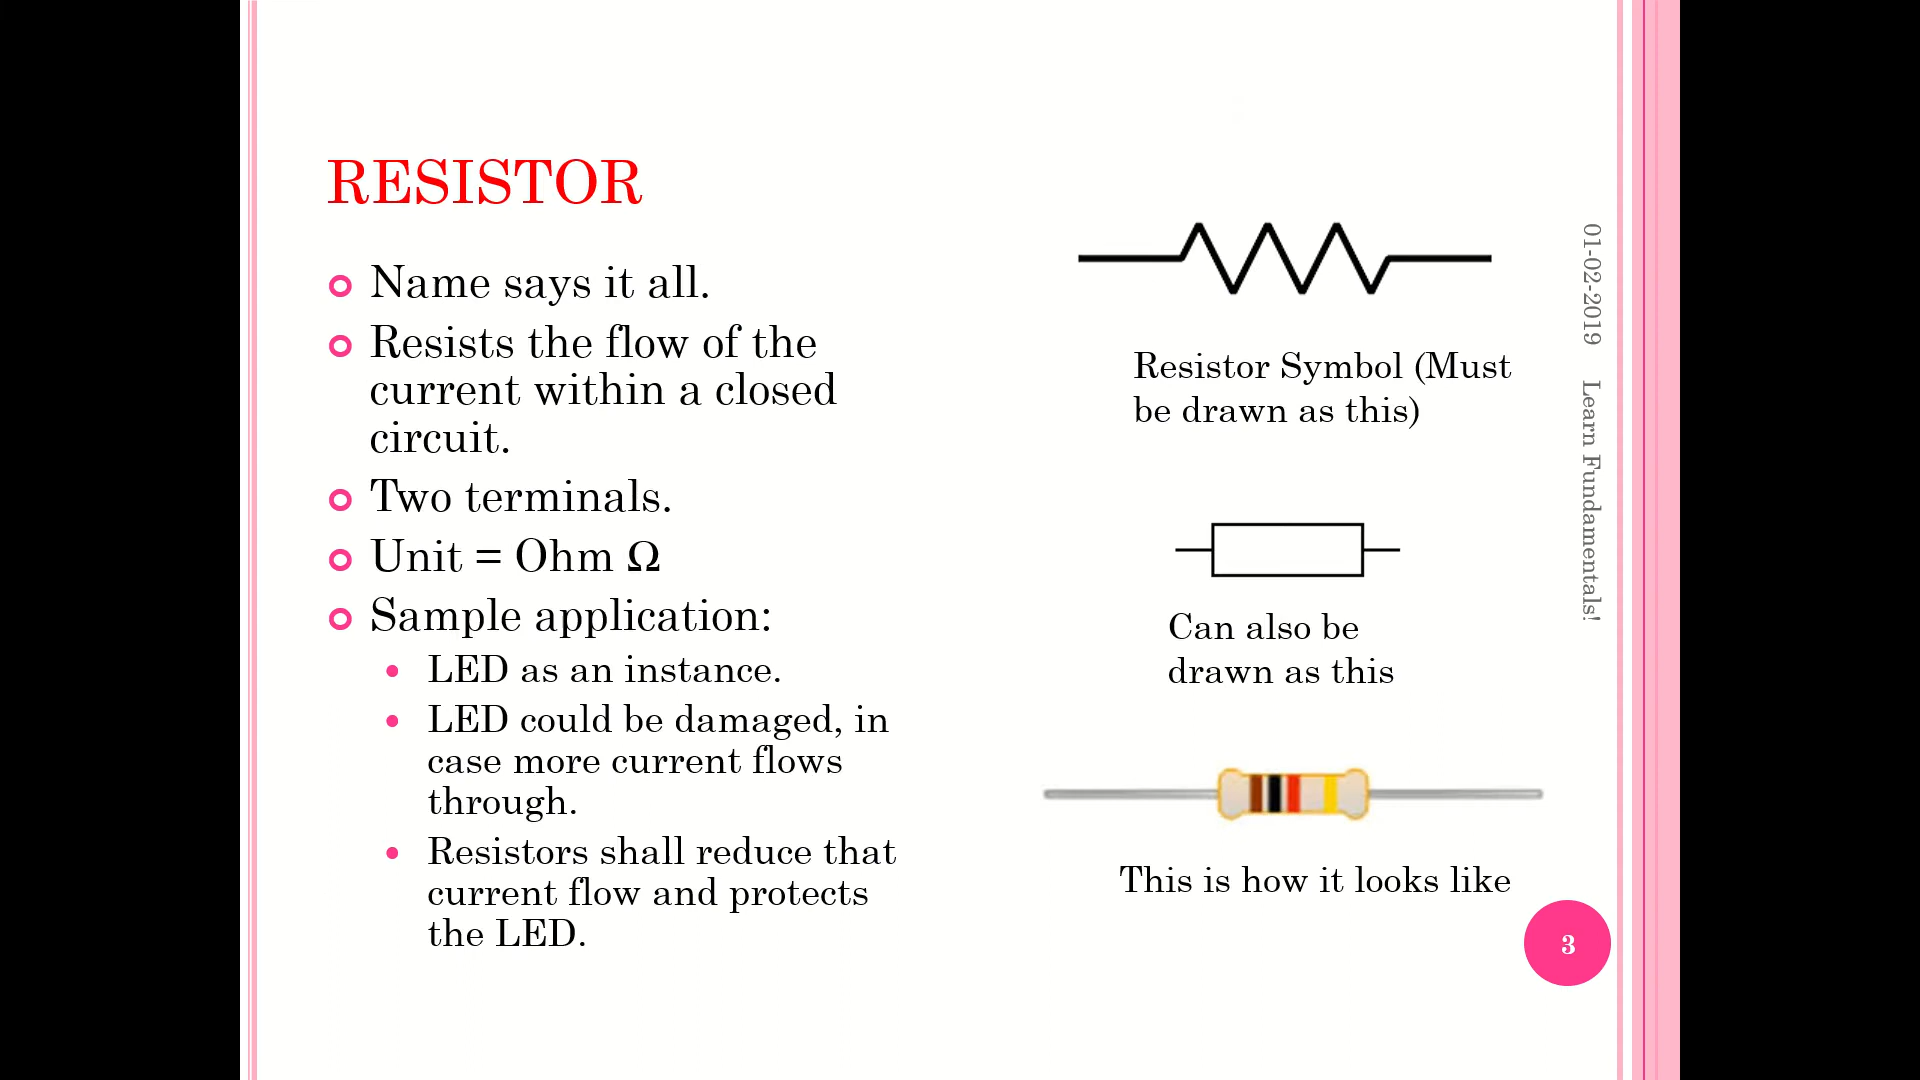 RESISTOR
Name says it all.
Resists the flow of the
current within a closed
circuit.
Two terminals.
Unit = Ohm Ω
Sample application:
LED as an instance.
LED could be damaged, in
case more current flows
through.
Resistors shall reduce that
current flow and protects
the LED.
Resistor Symbol (Must
be drawn as this)
Can also be
drawn as this
This is how it looks like
01-02-2019 Learn Fundamentals!
3